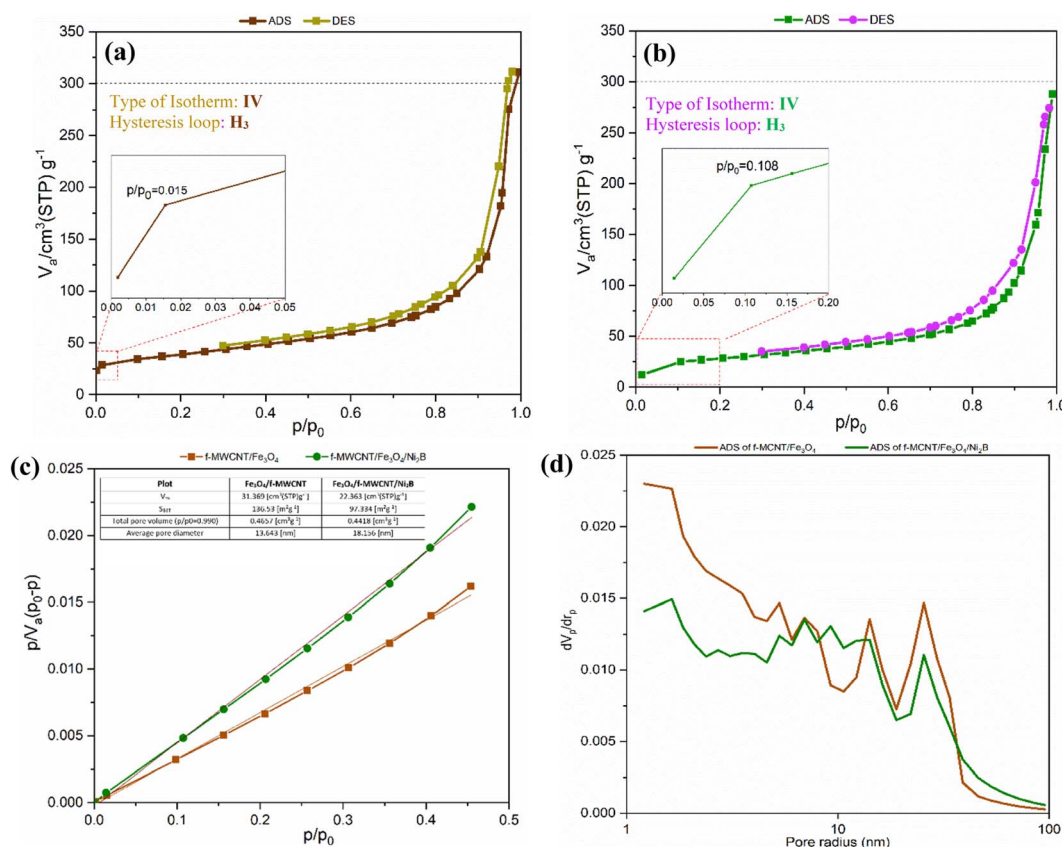 ADS DES
(a)
350
300
250
200
150
100
50
0
Vₐ/cm³(STP) g⁻¹
Type of Isotherm: IV
Hysteresis loop: H₃
p/p₀=0.015
0.00 0.01 0.02 0.03 0.04 0.05
0.0 0.2 0.4 0.6 0.8 1.0
p/p₀
ADS DES
(b)
350
300
250
200
150
100
50
0
Vₐ/cm³(STP) g⁻¹
Type of Isotherm: IV
Hysteresis loop: H₃
p/p₀=0.108
0.00 0.05 0.10 0.15 0.20
0.0 0.2 0.4 0.6 0.8 1.0
p/p₀
(c)
f-MWCNT/Fe₃O₄ f-MWCNT/Fe₃O₄/Ni₂B
0.025
0.020
0.015
0.010
0.005
0.000
p/Vₐ(p₀-p)
Plot Fe₃O₄/f-MWCNT Fe₃O₄/f-MWCNT/Ni₂B
31.369 [cm³(STP)g⁻¹] 22.363 [cm³(STP)g⁻¹]
136.53 [m²g⁻¹] 97.334 [m²g⁻¹]
Total pore volume (p/p0=0.990) 0.4657 [cm³g⁻¹] 0.4418 [cm³g⁻¹]
Average pore diameter 13.643 [nm] 18.156 [nm]
0.0 0.1 0.2 0.3 0.4 0.5
p/p₀
ADS of f-MCNT/Fe₃O₄ ADS of f-MCNT/Fe₃O₄/Ni₂B
(d)
0.025
0.020
0.015
0.010
0.005
0.000
dVₚ/drₚ
1 10 100
Pore radius (nm)